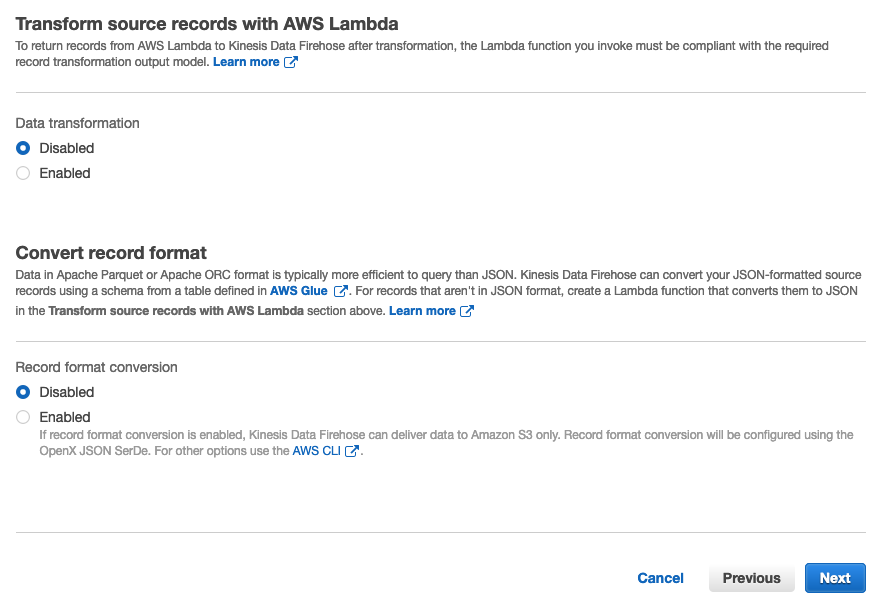 Transform source records with AWS Lambda
To return records from AWS Lambda to Kinesis Data Firehose after transformation, the Lambda function you invoke must be compliant with the required
record transformation output model. Learn more
Data transformation
Disabled
Enabled
Convert record format
Data in Apache Parquet or Apache ORC format is typically more efficient to query than JSON. Kinesis Data Firehose can convert your JSON-formatted source
records using a schema from a table defined in AWS Glue . For records that aren't in JSON format, create a Lambda function that converts them to JSON
in the Transform source records with AWS Lambda section above. Learn more
Record format conversion
Disabled
Enabled
If record format conversion is enabled, Kinesis Data Firehose can deliver data to Amazon S3 only. Record format conversion will be configured using the
OpenX JSON SerDe. For other options use the AWS CLI .
Cancel Previous Next